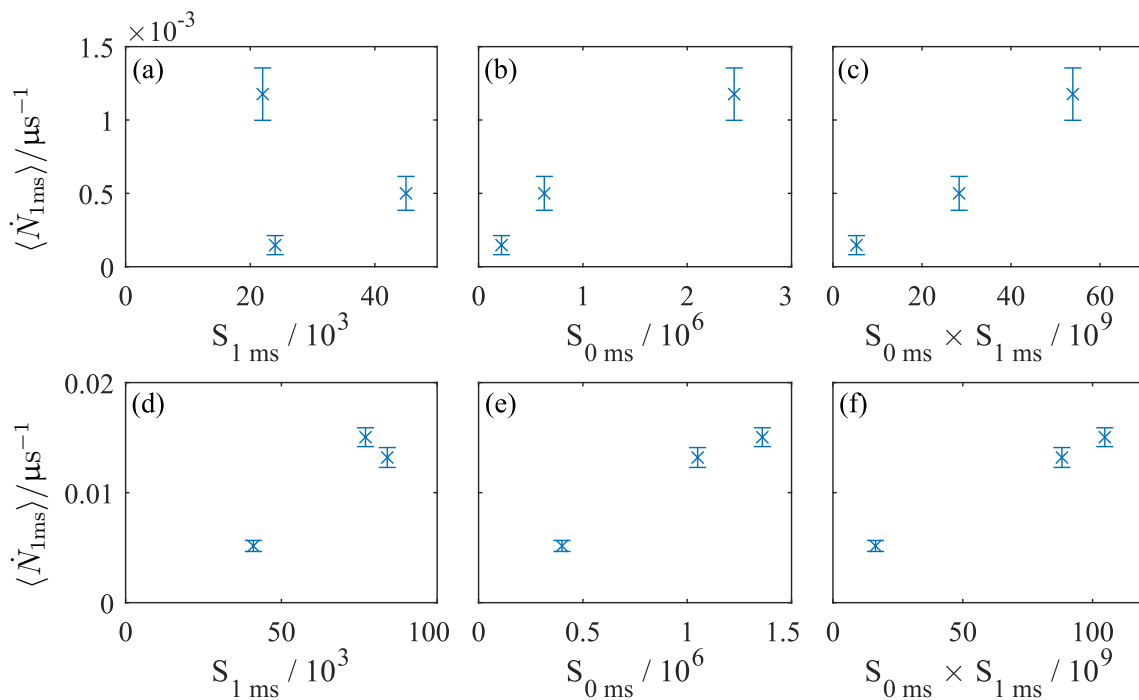 ×10⁻³
1.5
1
0.5
0
⟨Ṅ₁ₘₛ⟩/μs⁻¹
(a)
(b)
(c)
0 20 40
0 1 2 3
0 20 40 60
S₁ ₘₛ / 10³
S₀ ₘₛ / 10⁶
S₀ ₘₛ × S₁ ₘₛ / 10⁹
0.02
0.01
0
⟨Ṅ₁ₘₛ⟩/μs⁻¹
(d)
(e)
(f)
0 50 100
0 0.5 1 1.5
0 50 100
S₁ ₘₛ / 10³
S₀ ₘₛ / 10⁶
S₀ ₘₛ × S₁ ₘₛ / 10⁹